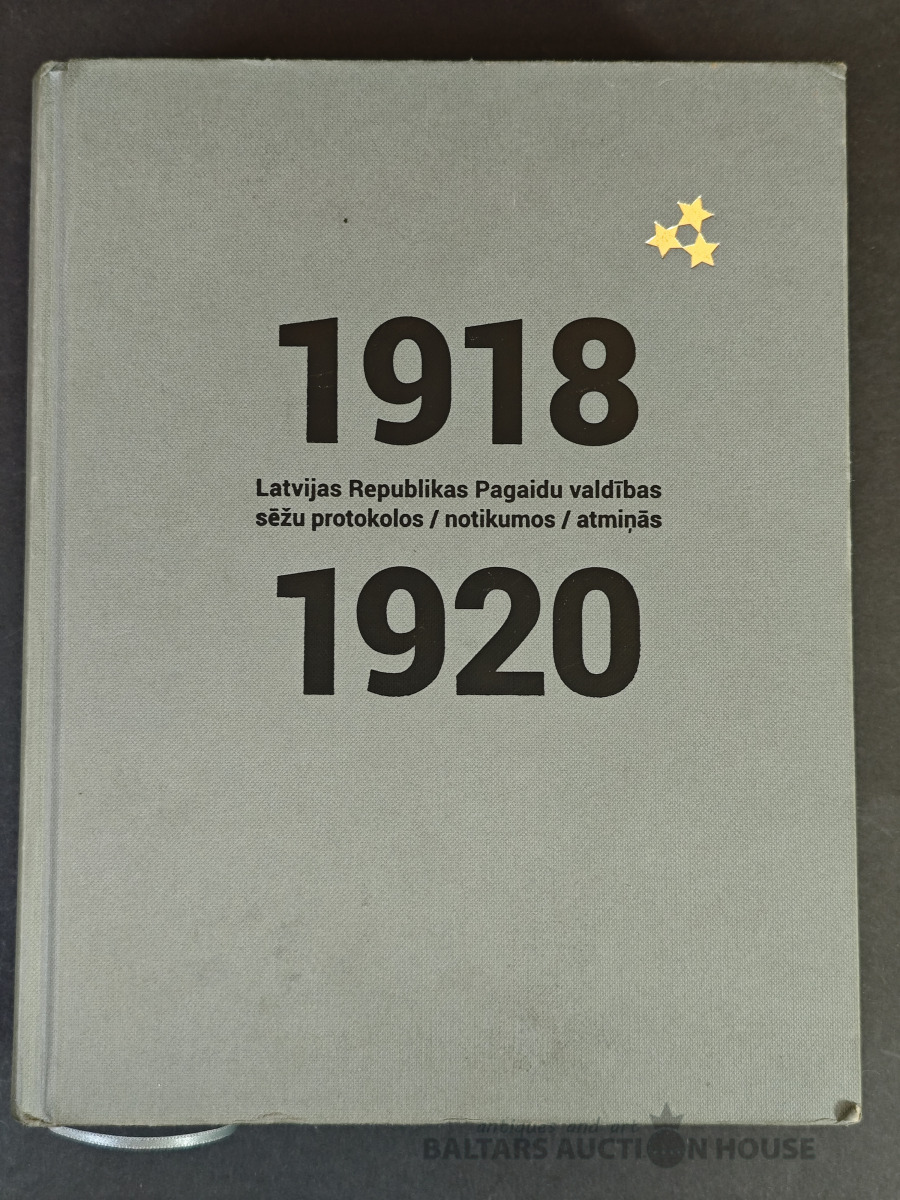 1918
Latvijas Republikas Pagaidu valdības
sēžu protokolos / notikumos / atmiņās
1920
antiques and art
BALTARS AUCTION HOUSE